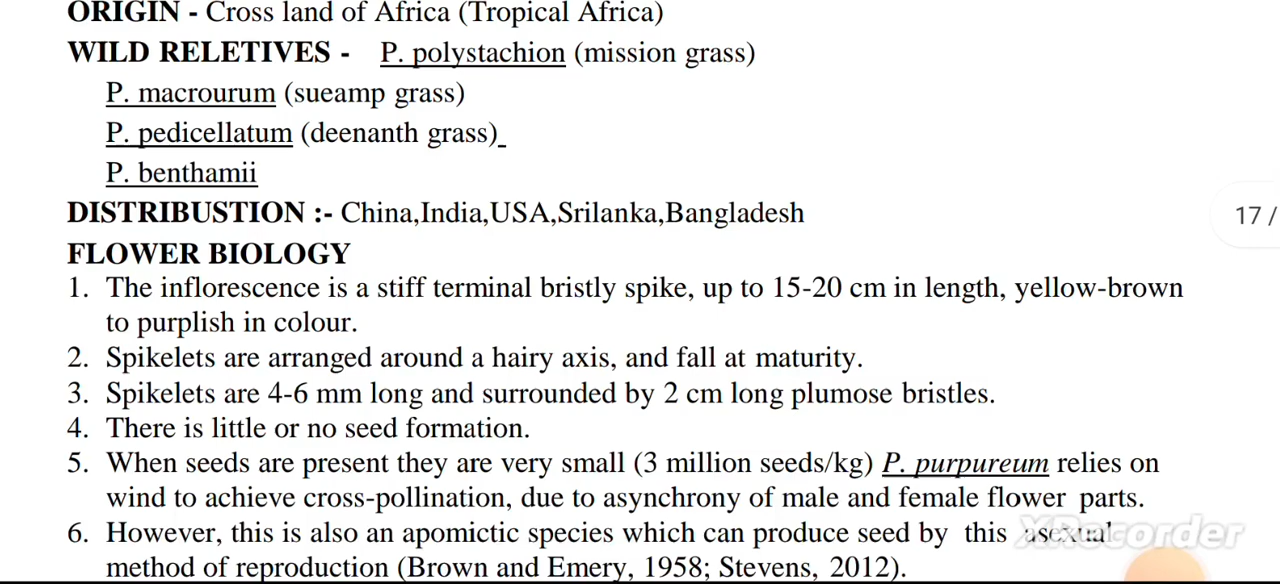 ORIGIN - Cross land of Africa (Tropical Africa)
WILD RELETIVES - P. polystachion (mission grass)
P. macrourum (sueamp grass)
P. pedicellatum (deenanth grass)
P. benthamii
DISTRIBUSTION :- China,India,USA,Srilanka,Bangladesh
17 /
FLOWER BIOLOGY
1. The inflorescence is a stiff terminal bristly spike, up to 15-20 cm in length, yellow-brown
to purplish in colour.
2. Spikelets are arranged around a hairy axis, and fall at maturity.
3. Spikelets are 4-6 mm long and surrounded by 2 cm long plumose bristles.
4. There is little or no seed formation.
5. When seeds are present they are very small (3 million seeds/kg) P. purpureum relies on
wind to achieve cross-pollination, due to asynchrony of male and female flower parts.
6. However, this is also an apomictic species which can produce seed by this asexual
XRecorder
method of reproduction (Brown and Emery, 1958; Stevens, 2012).